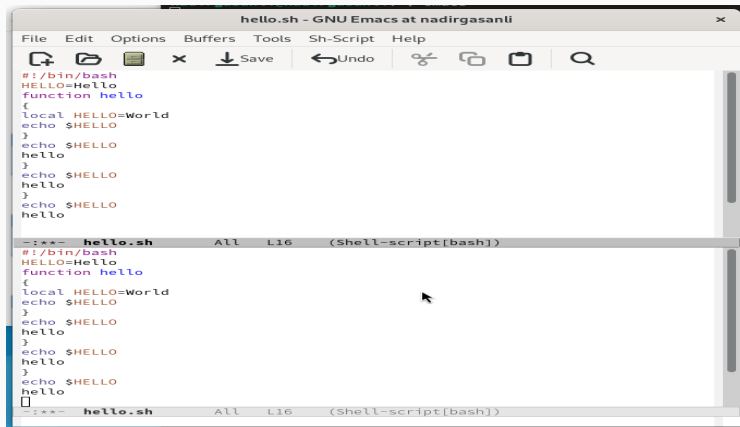 hello.sh - GNU Emacs at nadirgasanli
File Edit Options Buffers Tools Sh-Script Help
Save Undo
#!/bin/bash
HELLO=Hello
function hello
{
local HELLO=World
echo $HELLO
}
echo $HELLO
hello
}
echo $HELLO
hello
}
echo $HELLO
hello
-:**- hello.sh All L16 (Shell-script[bash])
#!/bin/bash
HELLO=Hello
function hello
{
local HELLO=World
echo $HELLO
}
echo $HELLO
hello
}
echo $HELLO
hello
}
echo $HELLO
hello
-:**- hello.sh All L16 (Shell-script[bash])